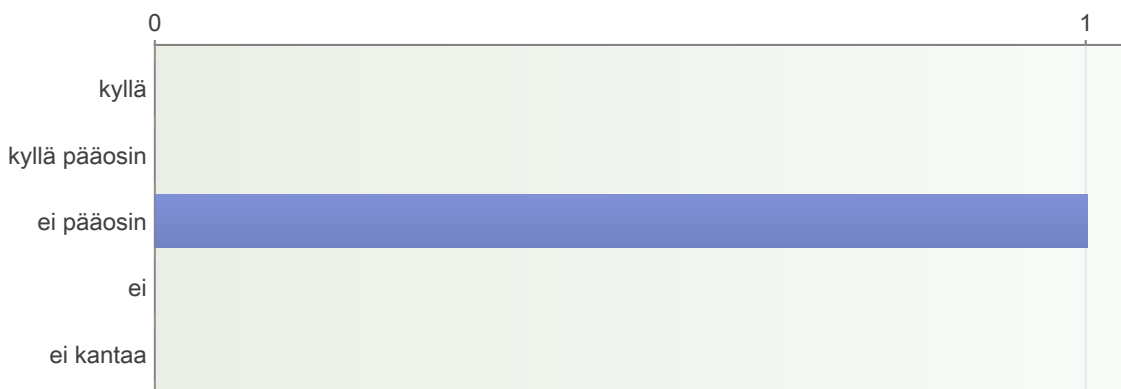 0 1
kyllä
kyllä pääosin
ei pääosin
ei
ei kantaa